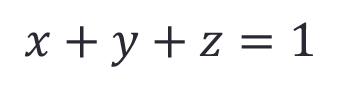 x + y + z = 1